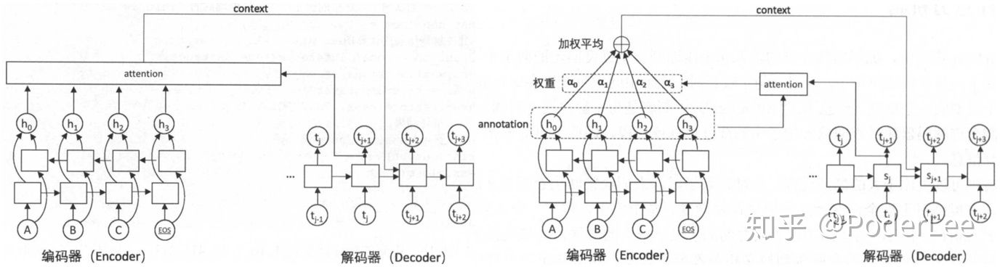 context
attention
h0 h1 h2 h3
tj tj+1 tj+2 tj+3
...
tj-1 tj tj+1 tj+2
A B C EOS
编码器（Encoder） 解码器（Decoder）
context
加权平均
权重 α0 α1 α2 α3
attention
annotation h0 h1 h2 h3
tj tj+1 tj+2 tj+3
...
sj sj+1
tj+1 tj+2
A B C EOS
知乎 @PoderLee
编码器（Encoder） 解码器（Decoder）